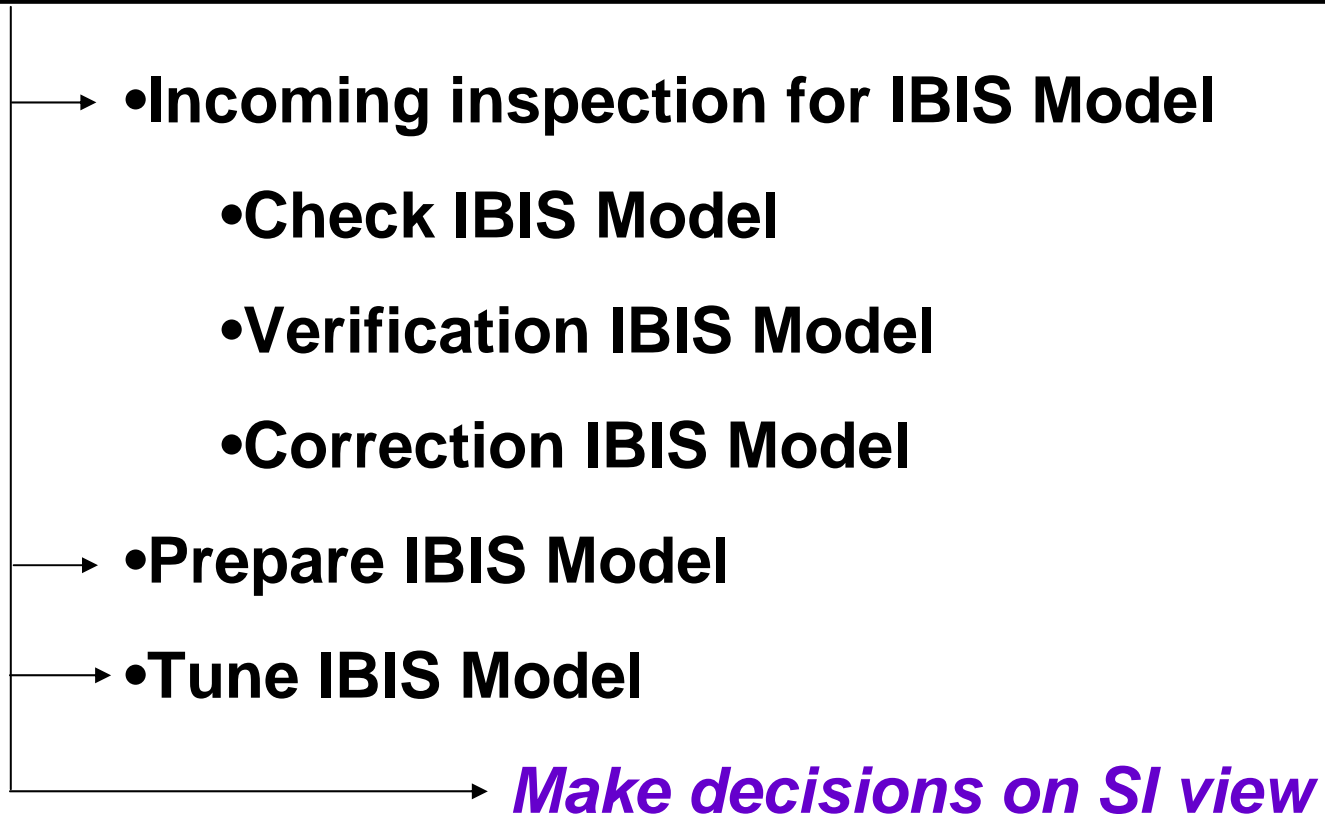 •Incoming inspection for IBIS Model
•Check IBIS Model
•Verification IBIS Model
•Correction IBIS Model
•Prepare IBIS Model
•Tune IBIS Model
Make decisions on SI view